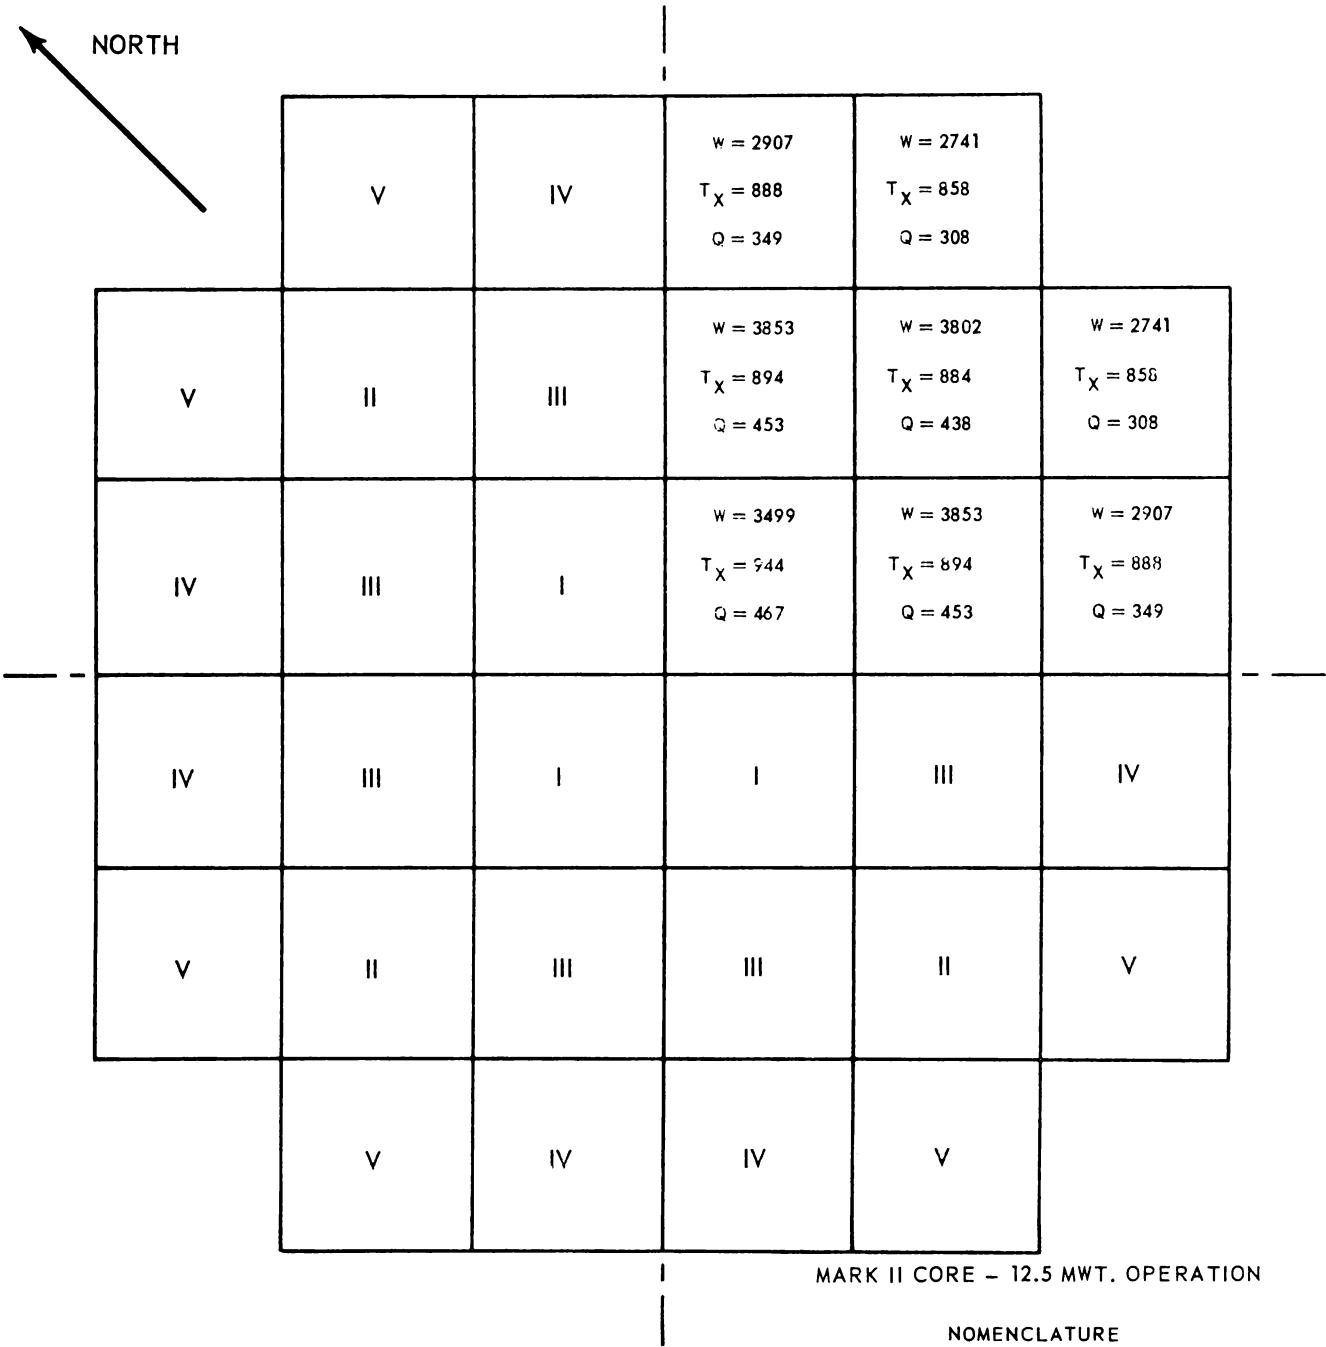 NORTH
V IV W = 2907 W = 2741
TX = 888 TX = 858
Q = 349 Q = 308
V II III W = 3853 W = 3802 W = 2741
TX = 894 TX = 884 TX = 858
Q = 453 Q = 438 Q = 308
IV III I W = 3499 W = 3853 W = 2907
TX = 944 TX = 894 TX = 888
Q = 467 Q = 453 Q = 349
IV III I I III IV
V II III III II V
V IV IV V
MARK II CORE – 12.5 MWT. OPERATION
NOMENCLATURE